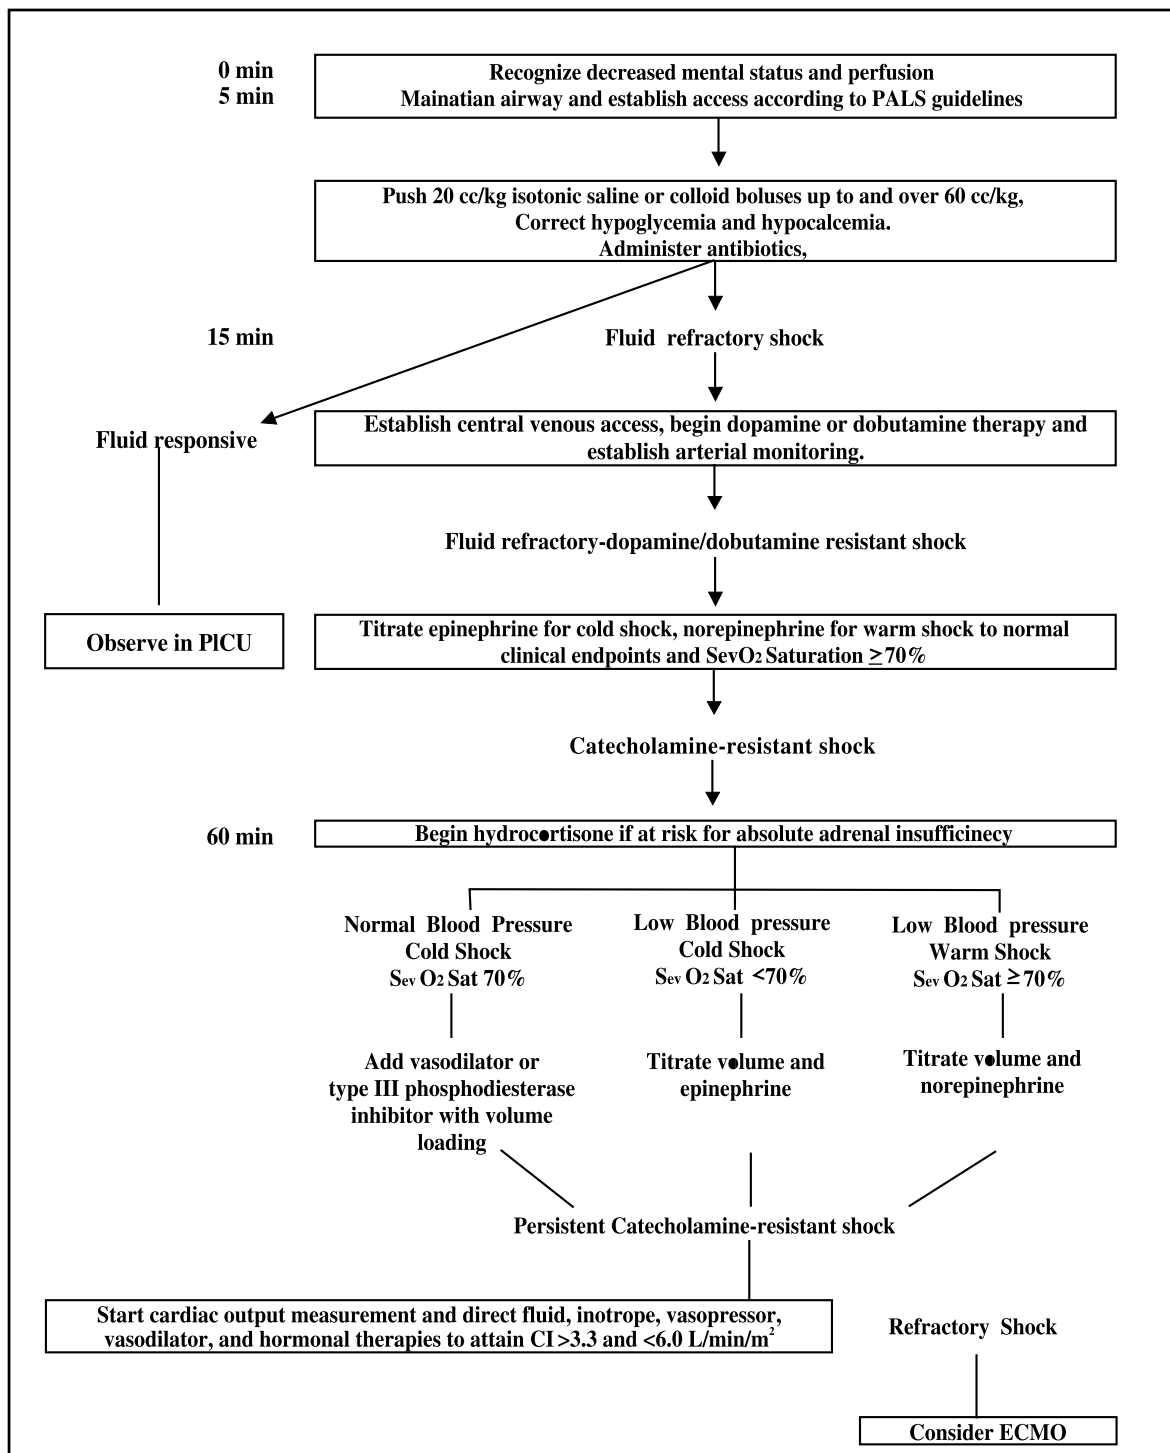 0 min
Recognize decreased mental status and perfusion
5 min
Mainatian airway and establish access according to PALS guidelines
Push 20 cc/kg isotonic saline or colloid boluses up to and over 60 cc/kg,
Correct hypoglycemia and hypocalcemia.
Administer antibiotics,
15 min
Fluid refractory shock
Fluid responsive
Establish central venous access, begin dopamine or dobutamine therapy and
establish arterial monitoring.
Fluid refractory-dopamine/dobutamine resistant shock
Observe in PICU
Titrate epinephrine for cold shock, norepinephrine for warm shock to normal
clinical endpoints and SevO2 Saturation ≥70%
Catecholamine-resistant shock
60 min
Begin hydrocortisone if at risk for absolute adrenal insufficinecy
Normal Blood Pressure
Cold Shock
Sev O2 Sat 70%
Low Blood pressure
Cold Shock
Sev O2 Sat <70%
Low Blood pressure
Warm Shock
Sev O2 Sat ≥70%
Add vasodilator or
type III phosphodiesterase
inhibitor with volume
loading
Titrate volume and
epinephrine
Titrate volume and
norepinephrine
Persistent Catecholamine-resistant shock
Start cardiac output measurement and direct fluid, inotrope, vasopressor,
vasodilator, and hormonal therapies to attain CI >3.3 and <6.0 L/min/m²
Refractory Shock
Consider ECMO